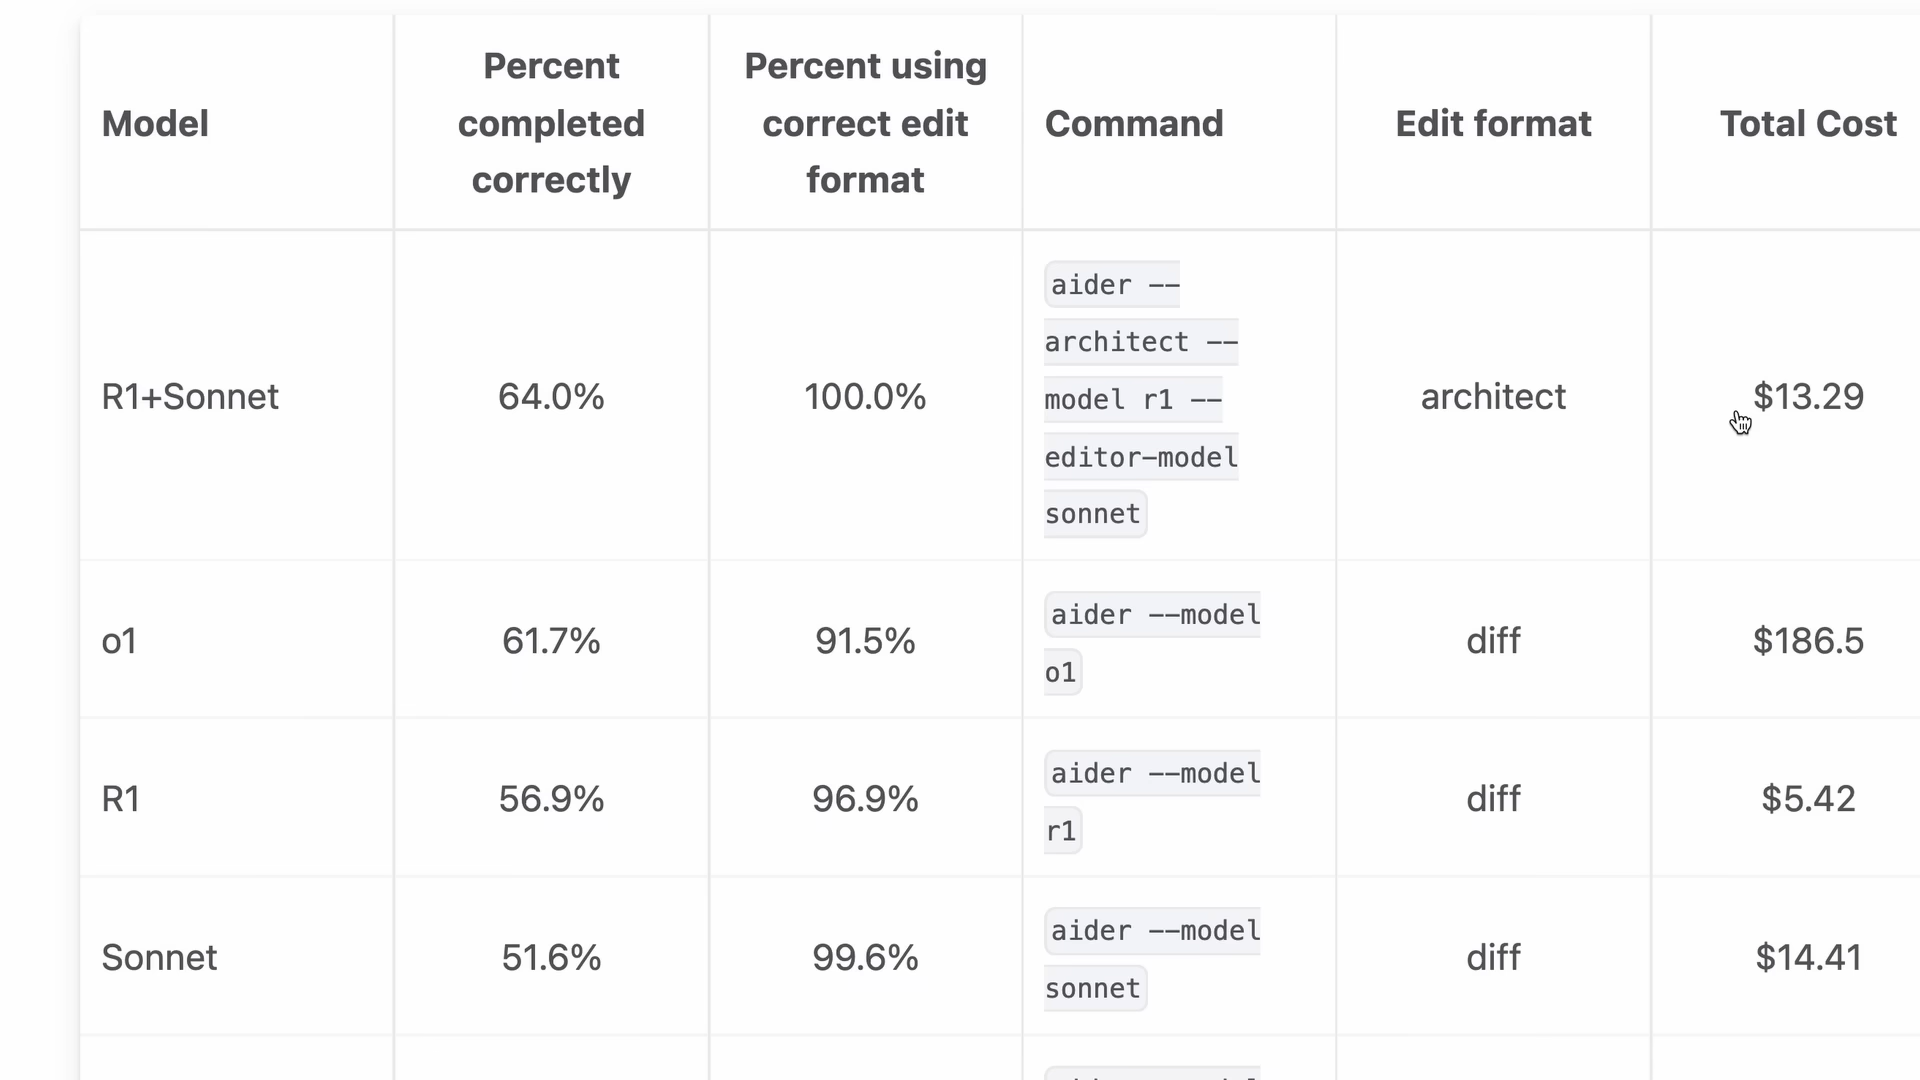 Model
Percent
completed
correctly
Percent using
correct edit
format
Command
Edit format
Total Cost
R1+Sonnet
64.0%
100.0%
aider --
architect --
model r1 --
editor-model
sonnet
architect
$13.29
o1
61.7%
91.5%
aider --model
o1
diff
$186.5
R1
56.9%
96.9%
aider --model
r1
diff
$5.42
Sonnet
51.6%
99.6%
aider --model
sonnet
diff
$14.41